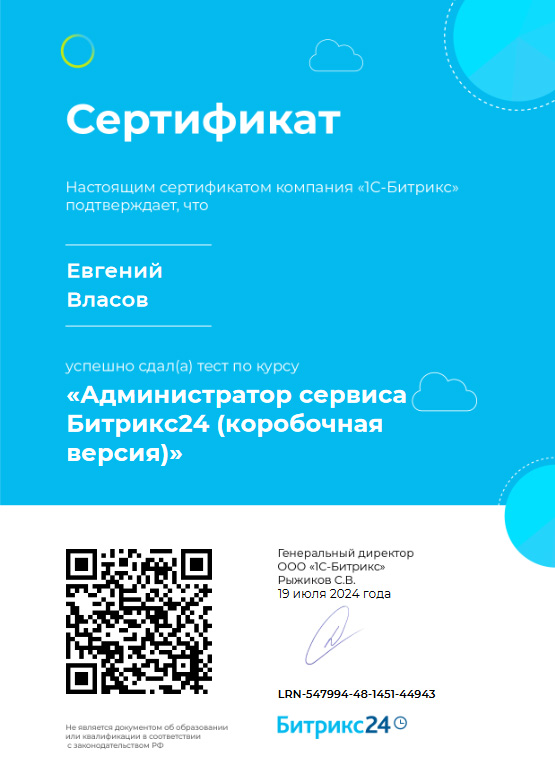 Сертификат
Настоящим сертификатом компания «1С-Битрикс»
подтверждает, что
Евгений
Власов
успешно сдал(а) тест по курсу
«Администратор сервиса
Битрикс24 (коробочная
версия)»
Генеральный директор
ООО «1С-Битрикс»
Рыжиков С.В.
19 июля 2024 года
LRN-547994-48-1451-44943
Битрикс24
Не является документом об образовании
или квалификации в соответствии
с законодательством РФ